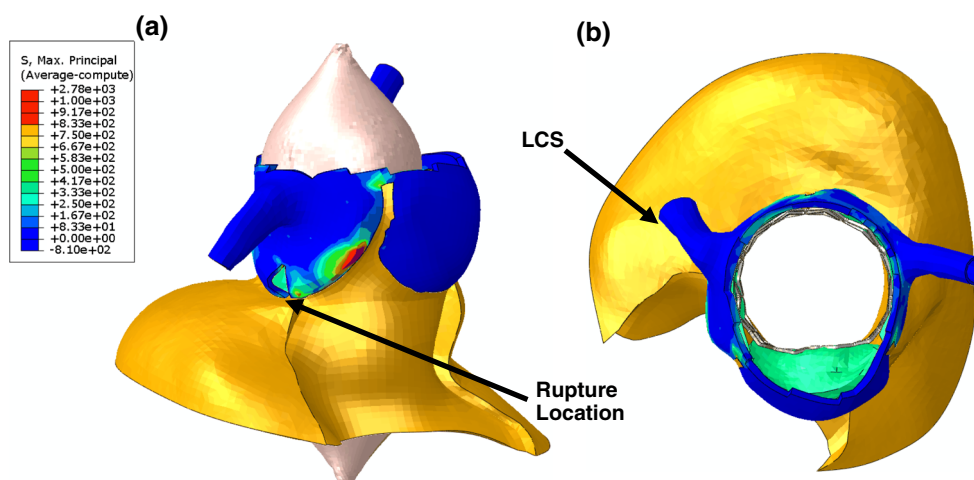 (a)
(b)
S, Max. Principal
(Average-compute)
+2.78e+03
+1.00e+03
+9.17e+02
+8.33e+02
+7.50e+02
+6.67e+02
+5.83e+02
+5.00e+02
+4.17e+02
+3.33e+02
+2.50e+02
+1.67e+02
+8.33e+01
+0.00e+00
-8.10e+02
LCS
Rupture
Location